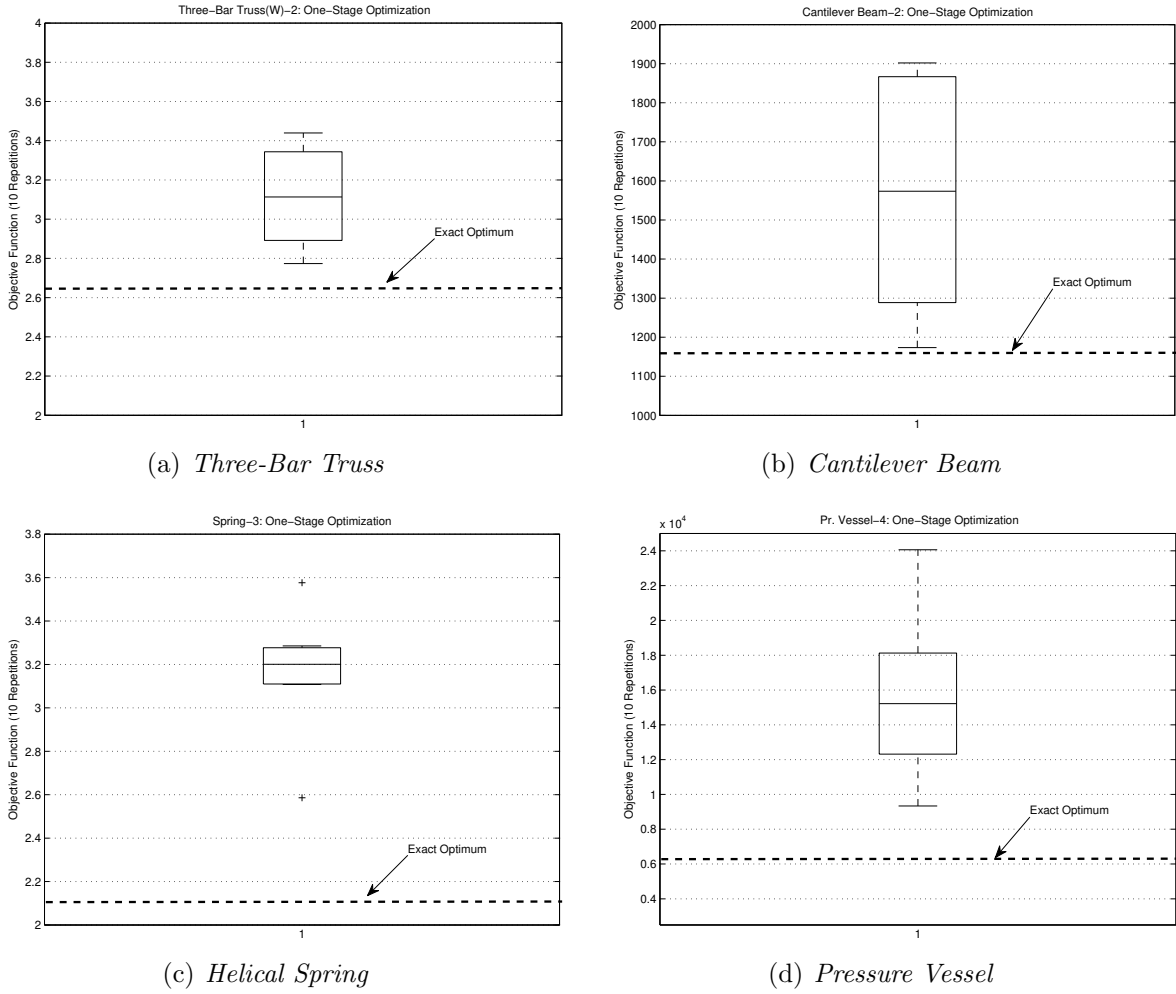 Three-Bar Truss(W)-2: One-Stage Optimization
Objective Function (10 Repetitions)
4
3.8
3.6
3.4
3.2
3
2.8
2.6
2.4
2.2
2
Exact Optimum
1
(a) Three-Bar Truss
Cantilever Beam-2: One-Stage Optimization
Objective Function (10 Repetitions)
2000
1900
1800
1700
1600
1500
1400
1300
1200
1100
1000
Exact Optimum
1
(b) Cantilever Beam
Spring-3: One-Stage Optimization
Objective Function (10 Repetitions)
3.8
3.6
3.4
3.2
3
2.8
2.6
2.4
2.2
2
Exact Optimum
1
(c) Helical Spring
Pr. Vessel-4: One-Stage Optimization
x 10^4
Objective Function (10 Repetitions)
2.4
2.2
2
1.8
1.6
1.4
1.2
1
0.8
0.6
0.4
Exact Optimum
1
(d) Pressure Vessel